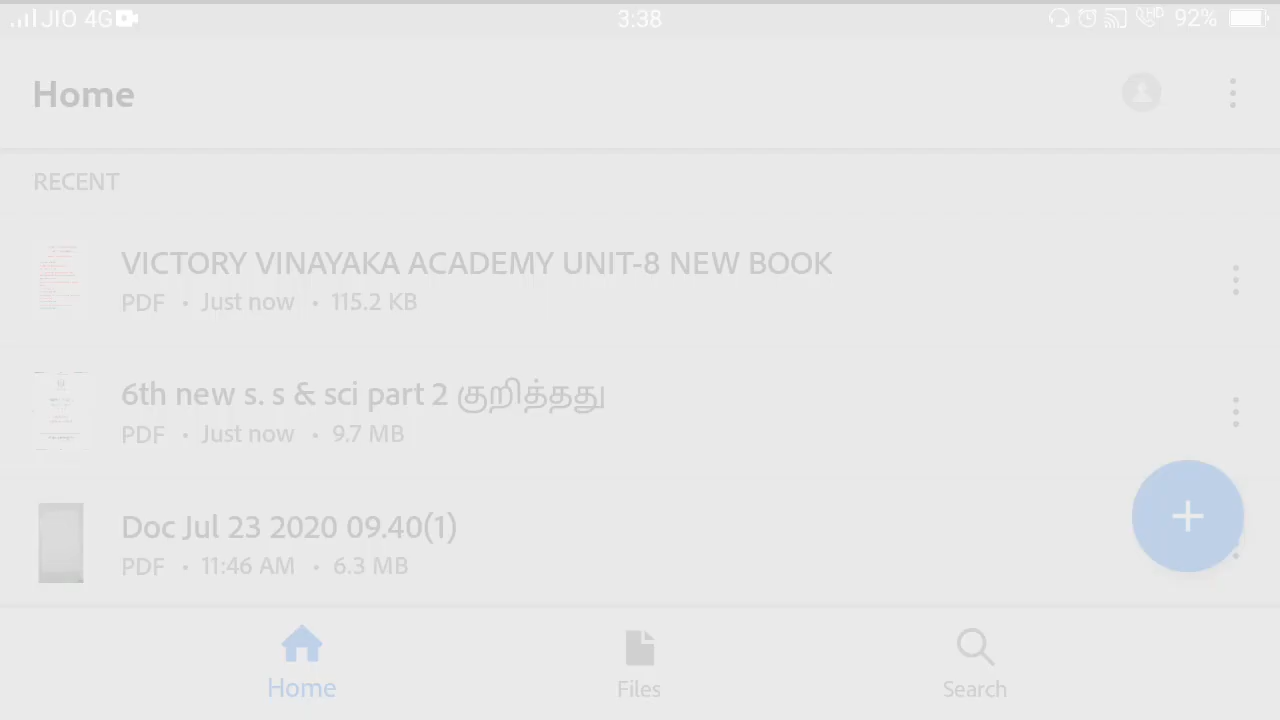 JIO 4G 3:38 HD 92%
Home
RECENT
VICTORY VINAYAKA ACADEMY UNIT-8 NEW BOOK
PDF • Just now • 115.2 KB
6th new s. s & sci part 2 குறித்தது
PDF • Just now • 9.7 MB
Doc Jul 23 2020 09.40(1)
PDF • 11:46 AM • 6.3 MB
Home Files Search